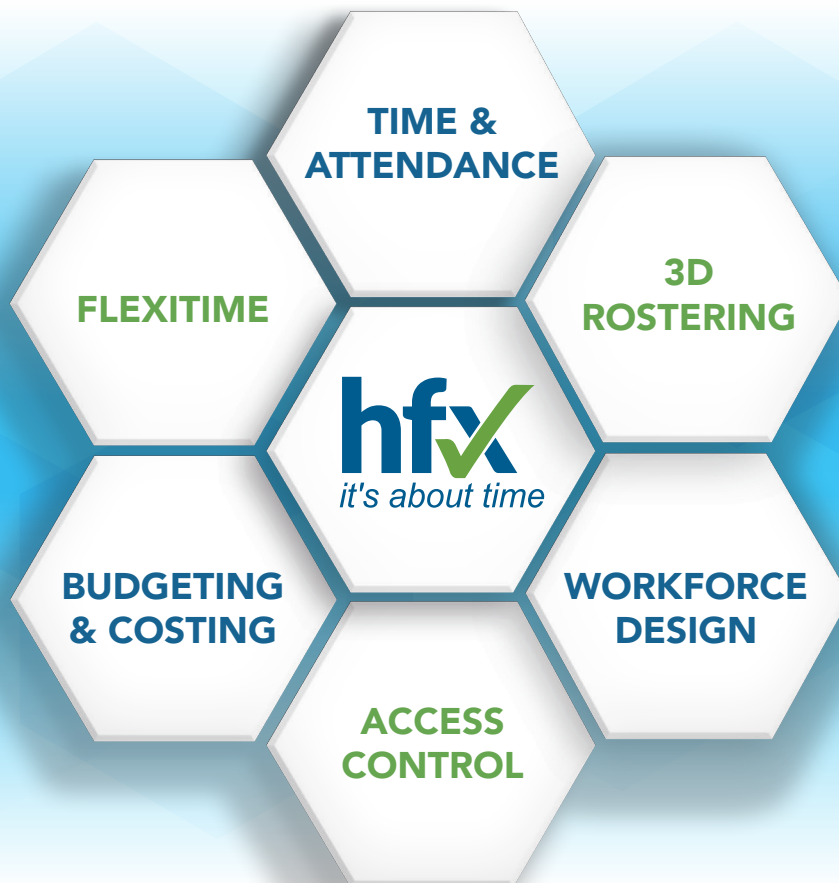 TIME &
ATTENDANCE
FLEXITIME
3D
ROSTERING
hfx
it's about time
BUDGETING
& COSTING
WORKFORCE
DESIGN
ACCESS
CONTROL